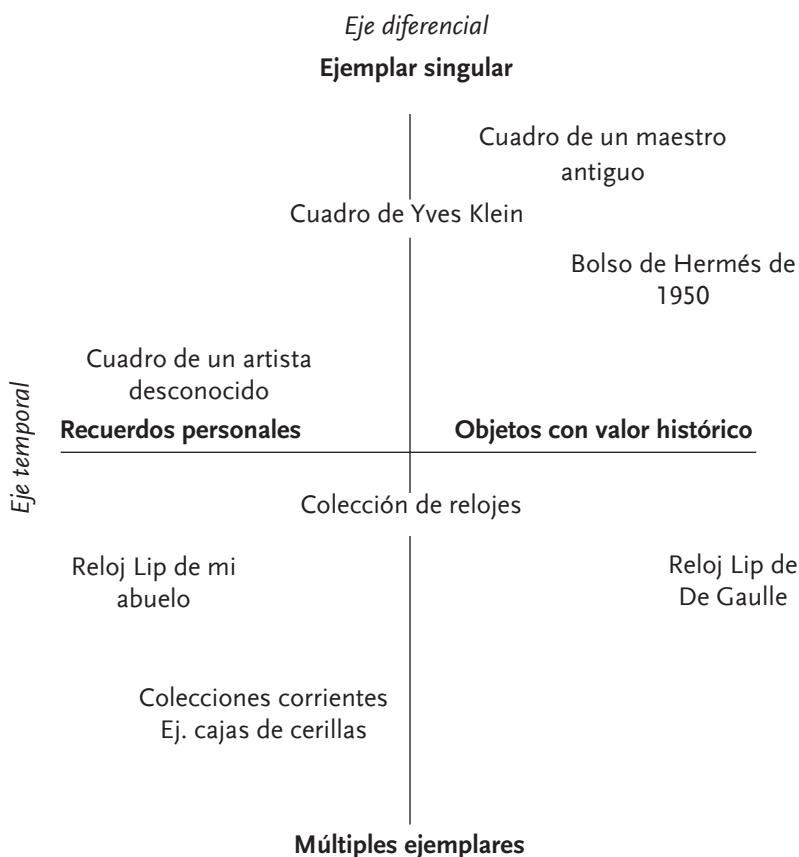 Eje diferencial
Ejemplar singular
Cuadro de un maestro
antiguo
Cuadro de Yves Klein
Bolso de Hermés de
1950
Cuadro de un artista
desconocido
Eje temporal
Recuerdos personales
Objetos con valor histórico
Colección de relojes
Reloj Lip de mi
abuelo
Reloj Lip de
De Gaulle
Colecciones corrientes
Ej. cajas de cerillas
Múltiples ejemplares